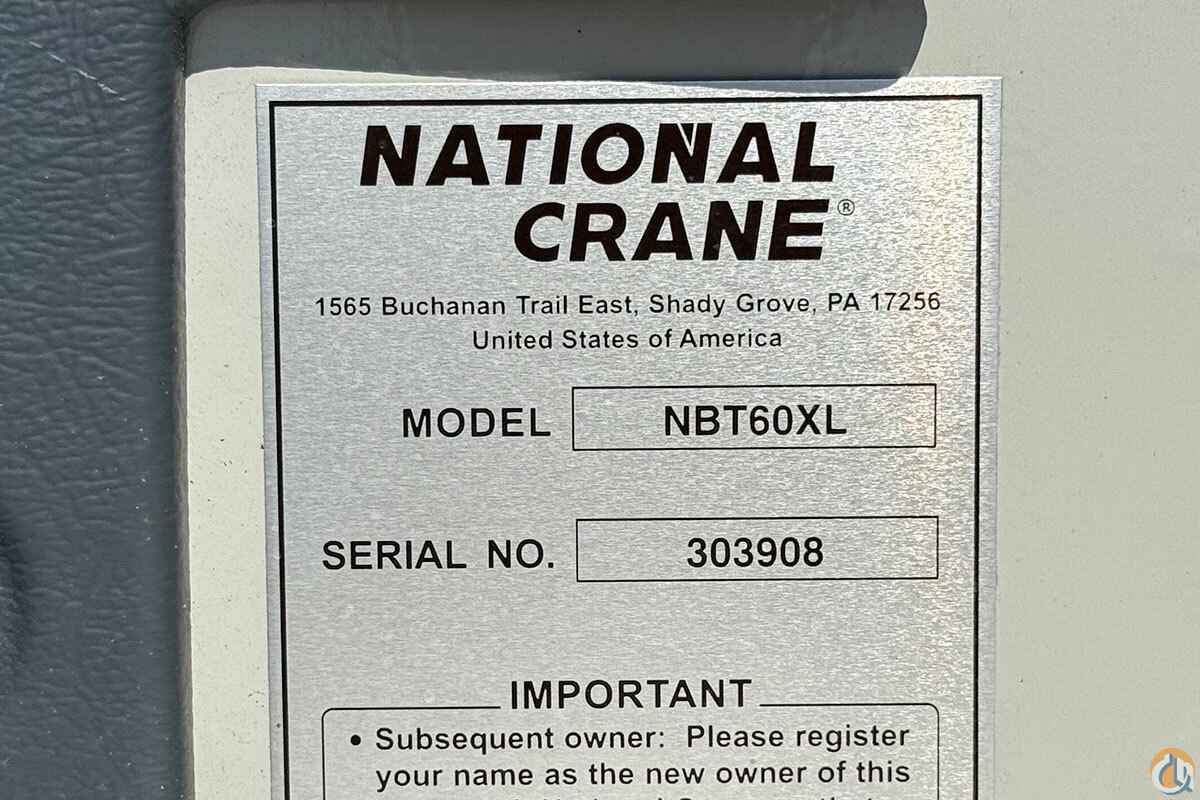 NATIONAL
CRANE®
1565 Buchanan Trail East, Shady Grove, PA 17256
United States of America
MODEL NBT60XL
SERIAL NO. 303908
IMPORTANT
• Subsequent owner: Please register
your name as the new owner of this